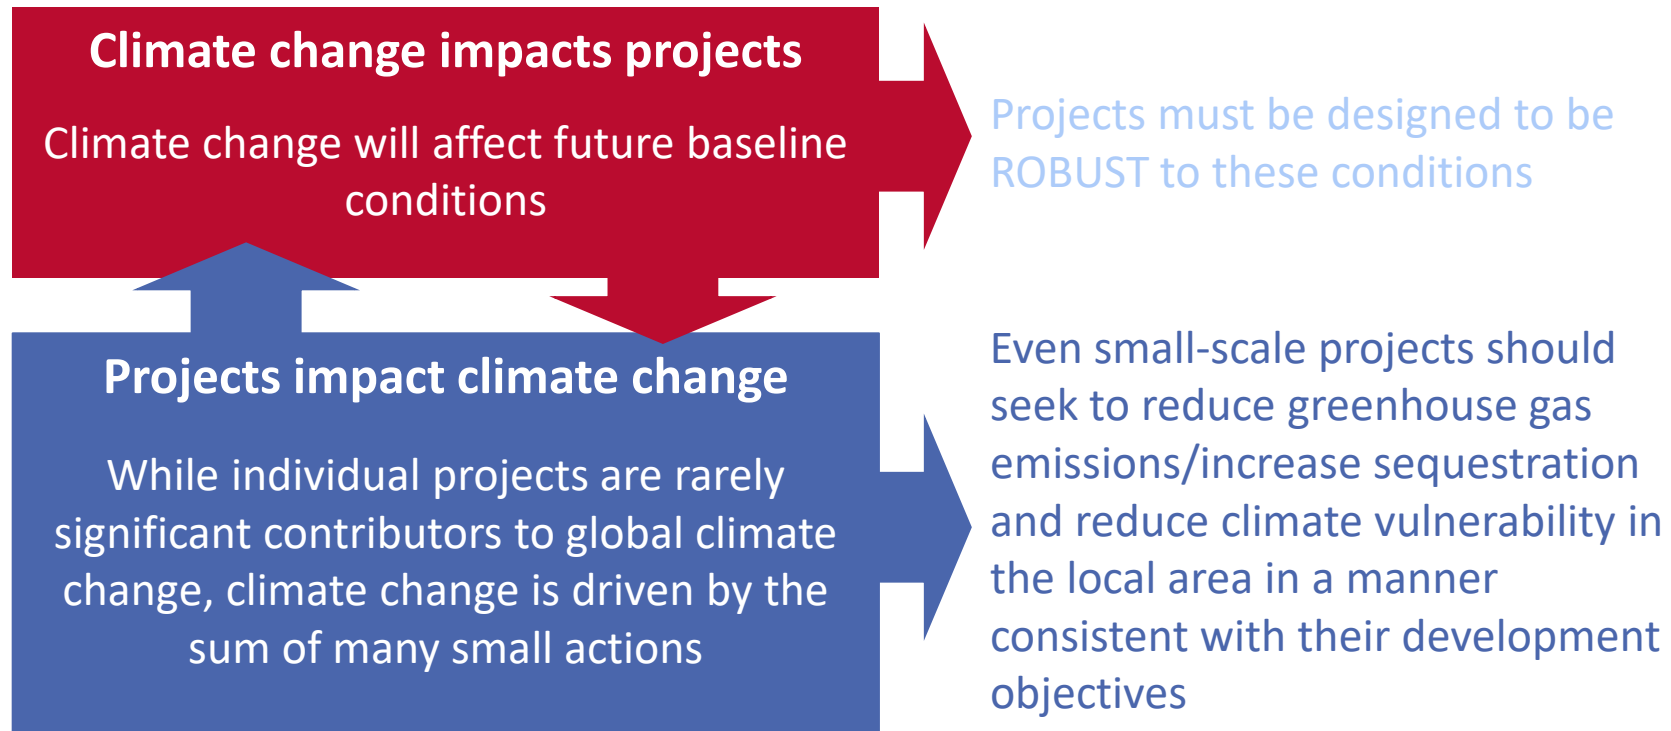 Climate change impacts projects
Climate change will affect future baseline
conditions
Projects must be designed to be
ROBUST to these conditions
Projects impact climate change
While individual projects are rarely
significant contributors to global climate
change, climate change is driven by the
sum of many small actions
Even small-scale projects should
seek to reduce greenhouse gas
emissions/increase sequestration
and reduce climate vulnerability in
the local area in a manner
consistent with their development
objectives